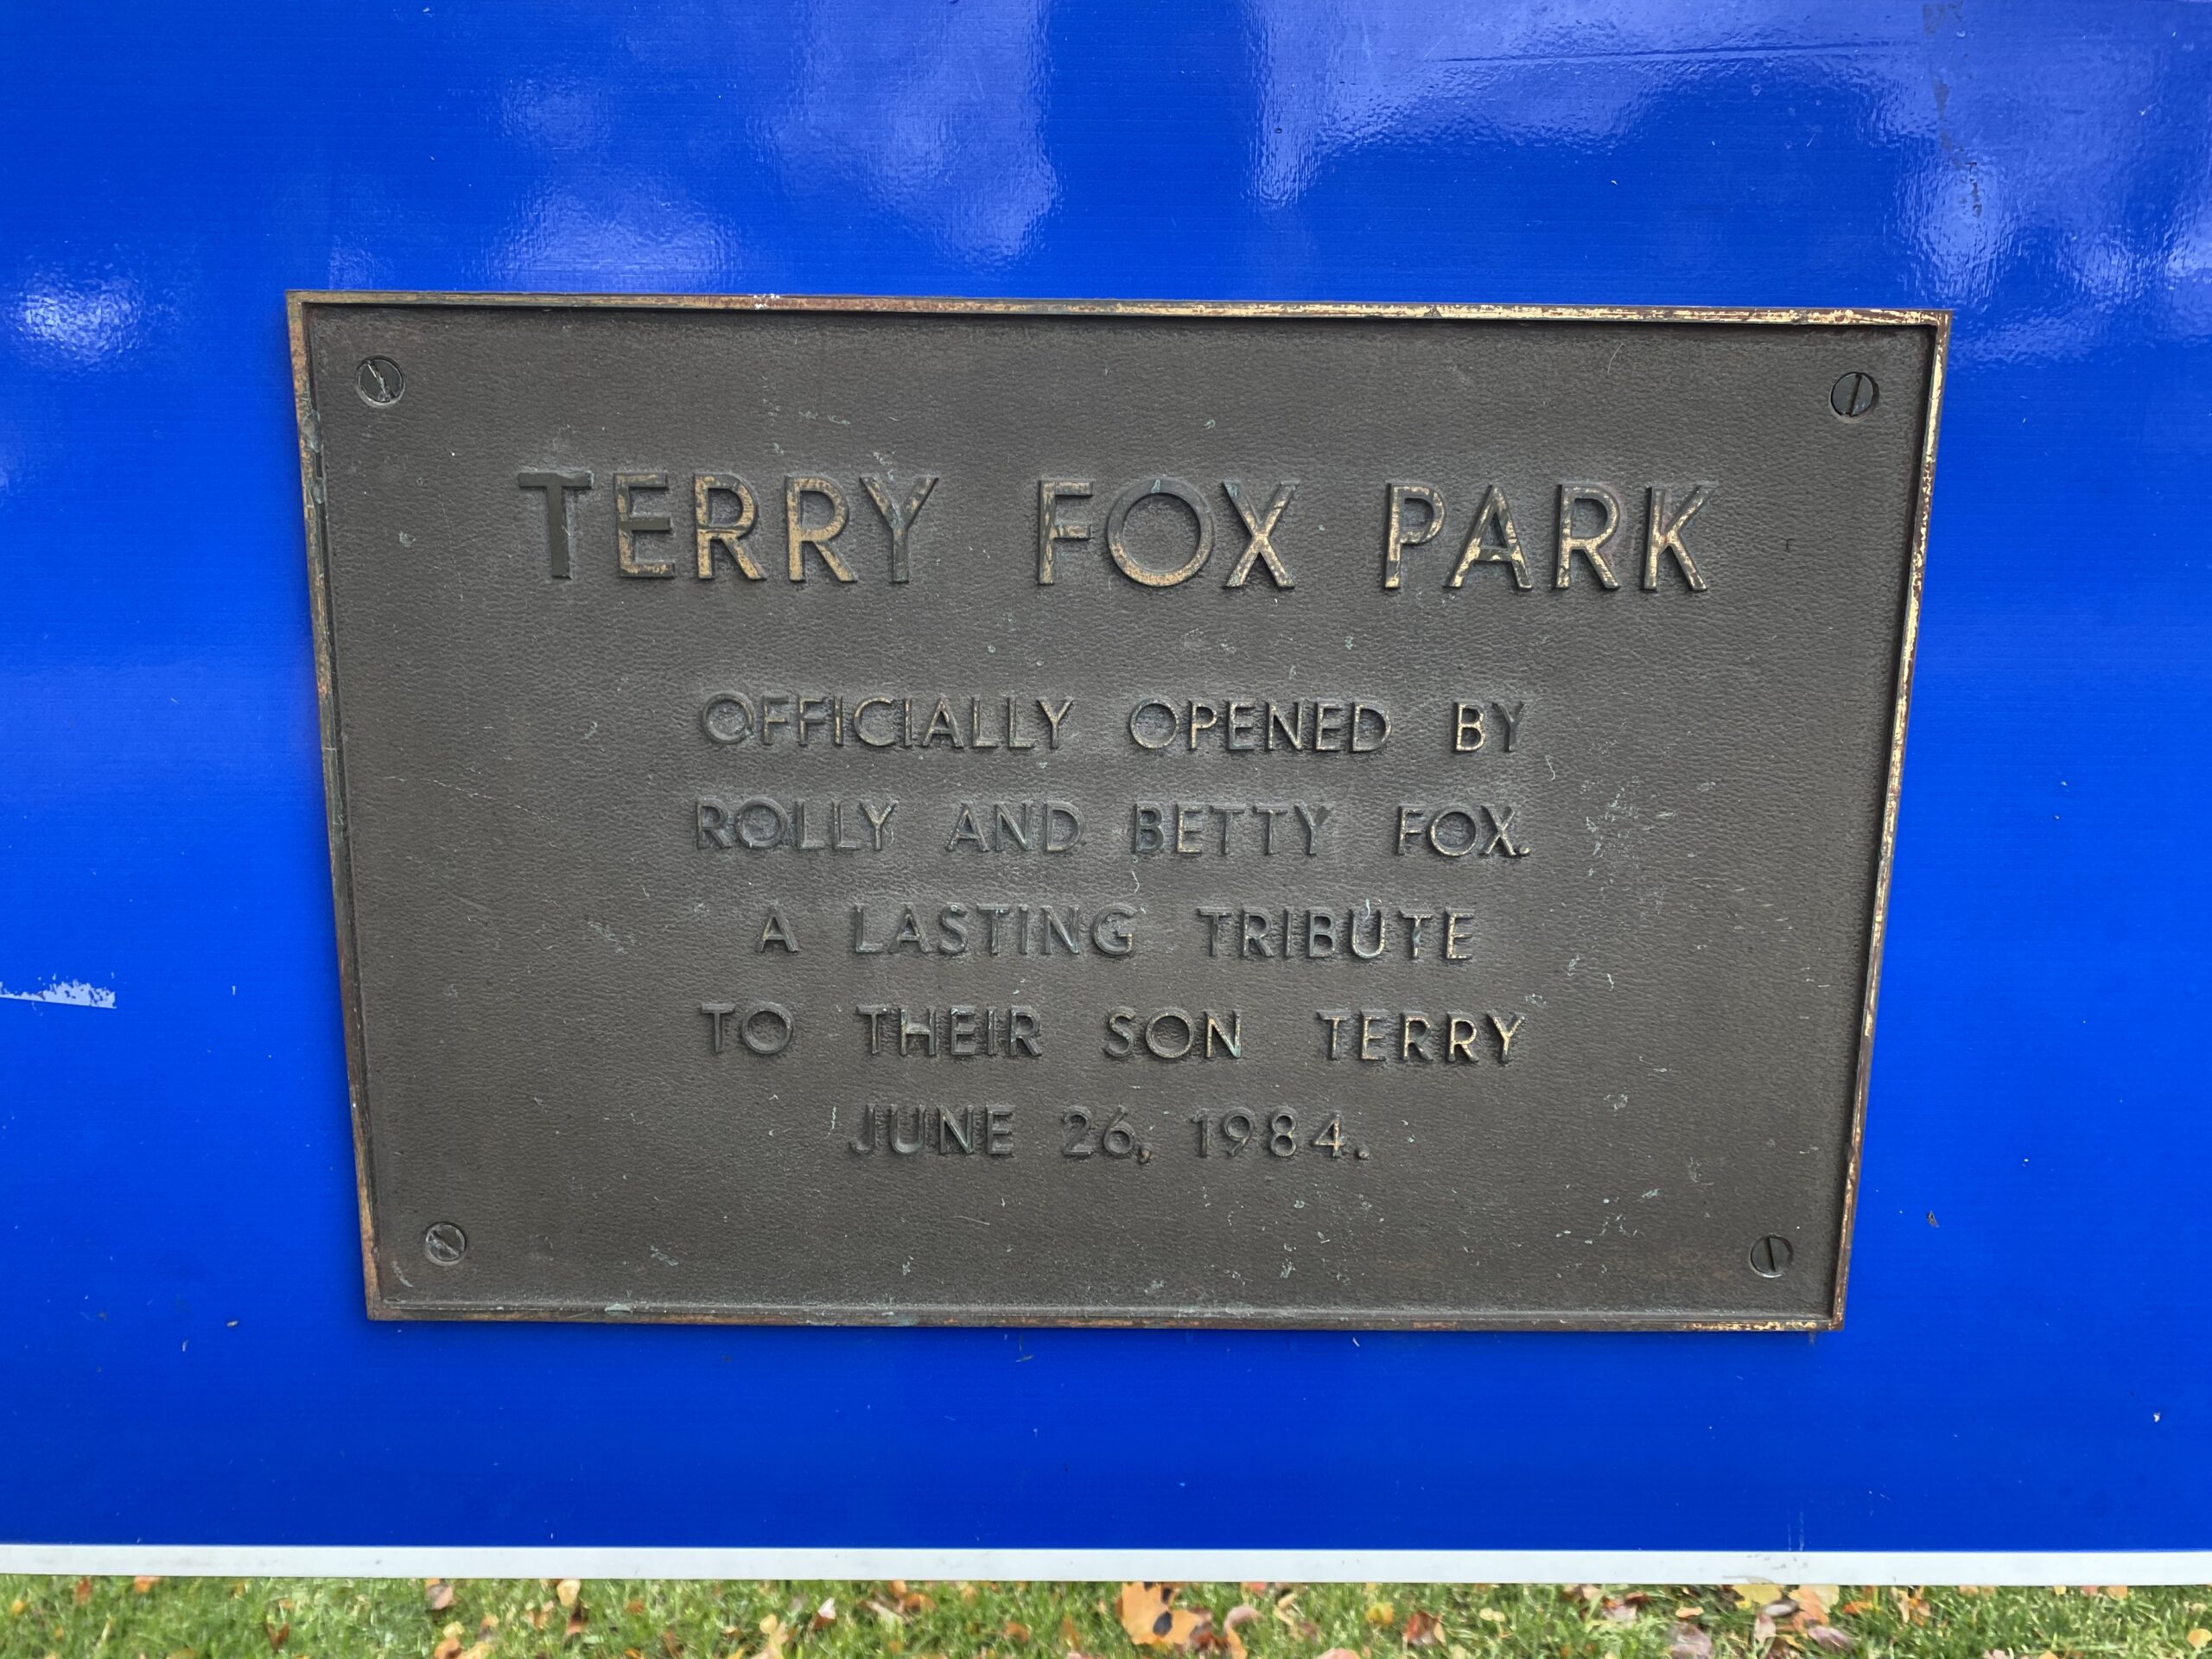 TERRY FOX PARK
OFFICIALLY OPENED BY
ROLLY AND BETTY FOX.
A LASTING TRIBUTE
TO THEIR SON TERRY
JUNE 26, 1984.